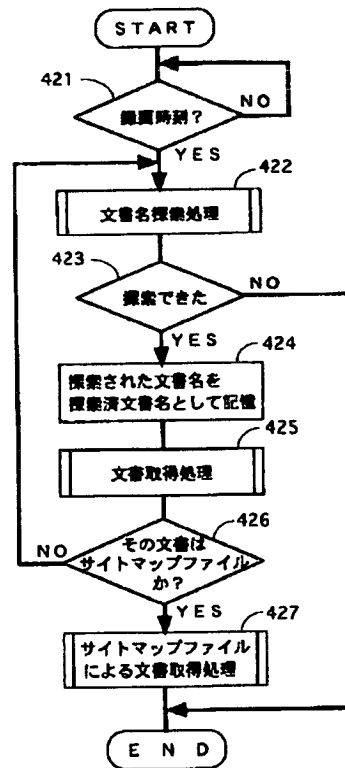 START
421
録画時刻?
NO
YES
422
文書名探索処理
423
探索できた
NO
YES
424
探索された文書名を
探索済文書名として記憶
425
文書取得処理
426
その文書は
サイトマップファイル
か?
NO
YES
427
サイトマップファイル
による文書取得処理
END